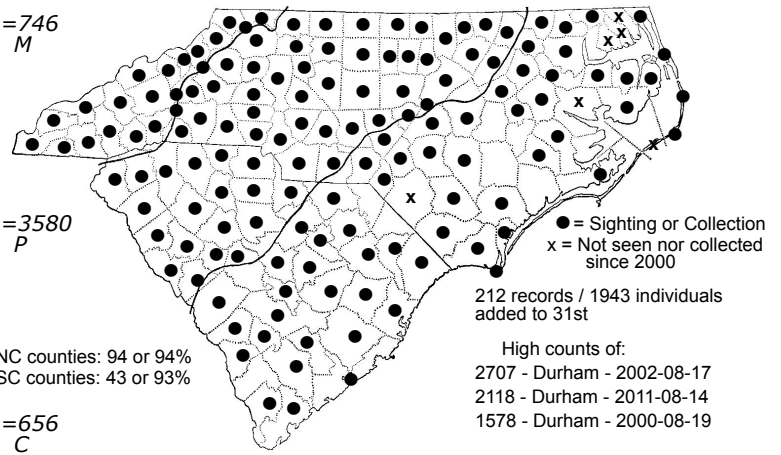 =746
M
=3580
P
● = Sighting or Collection
x = Not seen nor collected
since 2000
212 records / 1943 individuals
added to 31st
NC counties: 94 or 94%
SC counties: 43 or 93%
High counts of:
2707 - Durham - 2002-08-17
2118 - Durham - 2011-08-14
1578 - Durham - 2000-08-19
=656
C